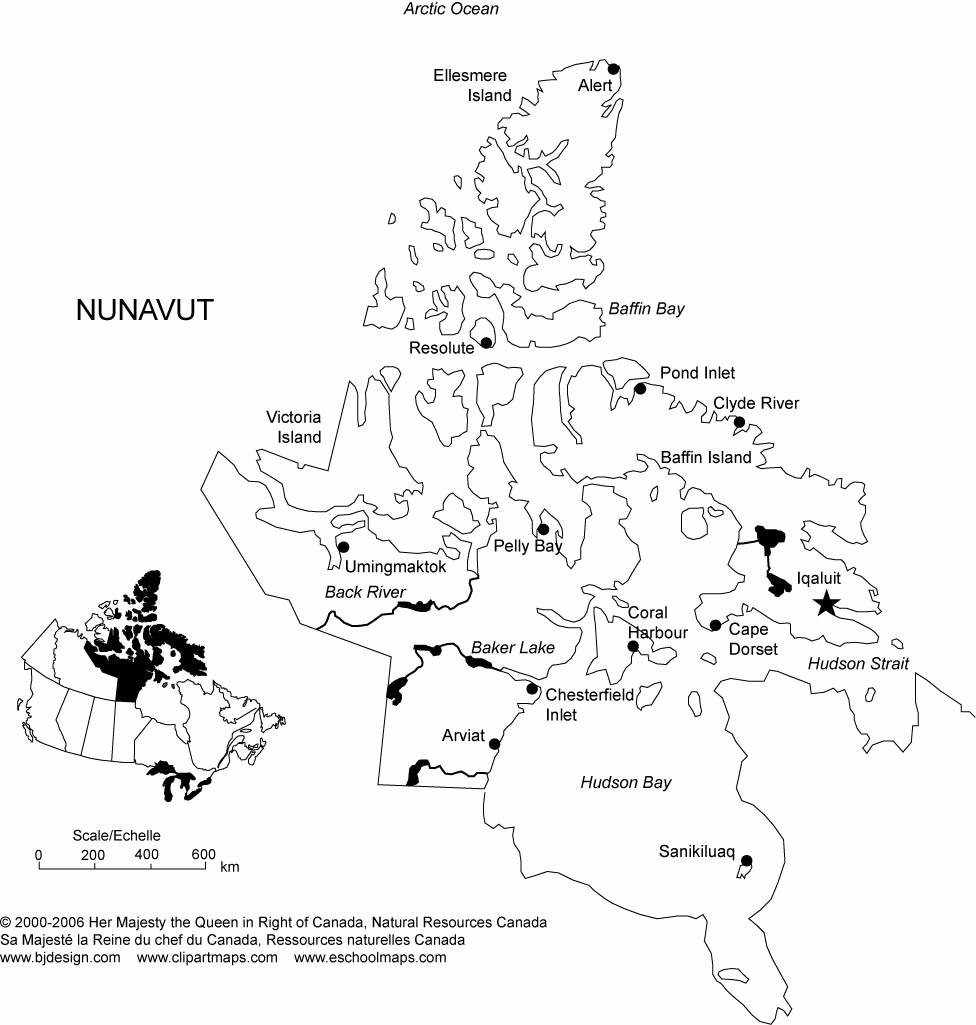 Arctic Ocean
Ellesmere
Island
Alert
NUNAVUT
Baffin Bay
Resolute
Pond Inlet
Clyde River
Victoria
Island
Baffin Island
Pelly Bay
Umingmaktok
Back River
Iqaluit
Coral
Harbour
Cape
Dorset
Baker Lake
Hudson Strait
Chesterfield
Inlet
Arviat
Hudson Bay
Sanikiluaq
Scale/Echelle
0 200 400 600
km
© 2000-2006 Her Majesty the Queen in Right of Canada, Natural Resources Canada
Sa Majesté la Reine du chef du Canada, Ressources naturelles Canada
www.bjdesign.com www.clipartmaps.com www.eschoolmaps.com